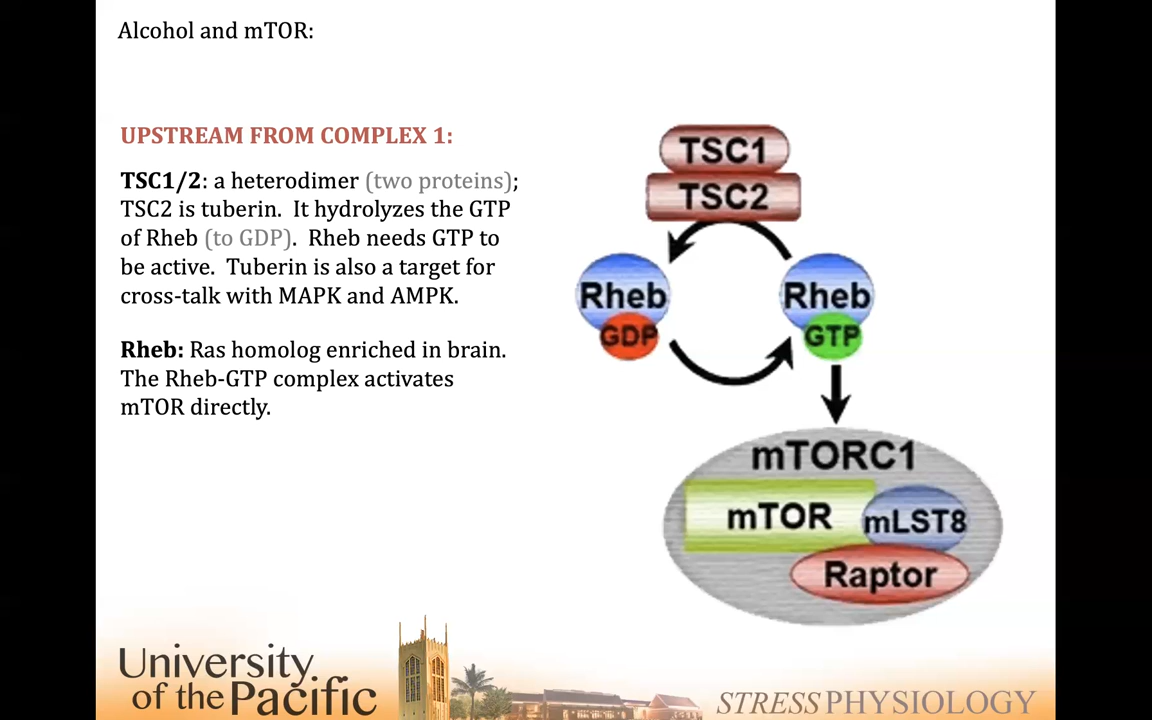 Alcohol and mTOR:
UPSTREAM FROM COMPLEX 1:
TSC1/2: a heterodimer (two proteins);
TSC2 is tuberin. It hydrolyzes the GTP
of Rheb (to GDP). Rheb needs GTP to
be active. Tuberin is also a target for
cross-talk with MAPK and AMPK.
Rheb: Ras homolog enriched in brain.
The Rheb-GTP complex activates
mTOR directly.
TSC1
TSC2
Rheb
GDP
Rheb
GTP
mTORC1
mTOR
mLST8
Raptor
University
of the Pacific
STRESS PHYSIOLOGY